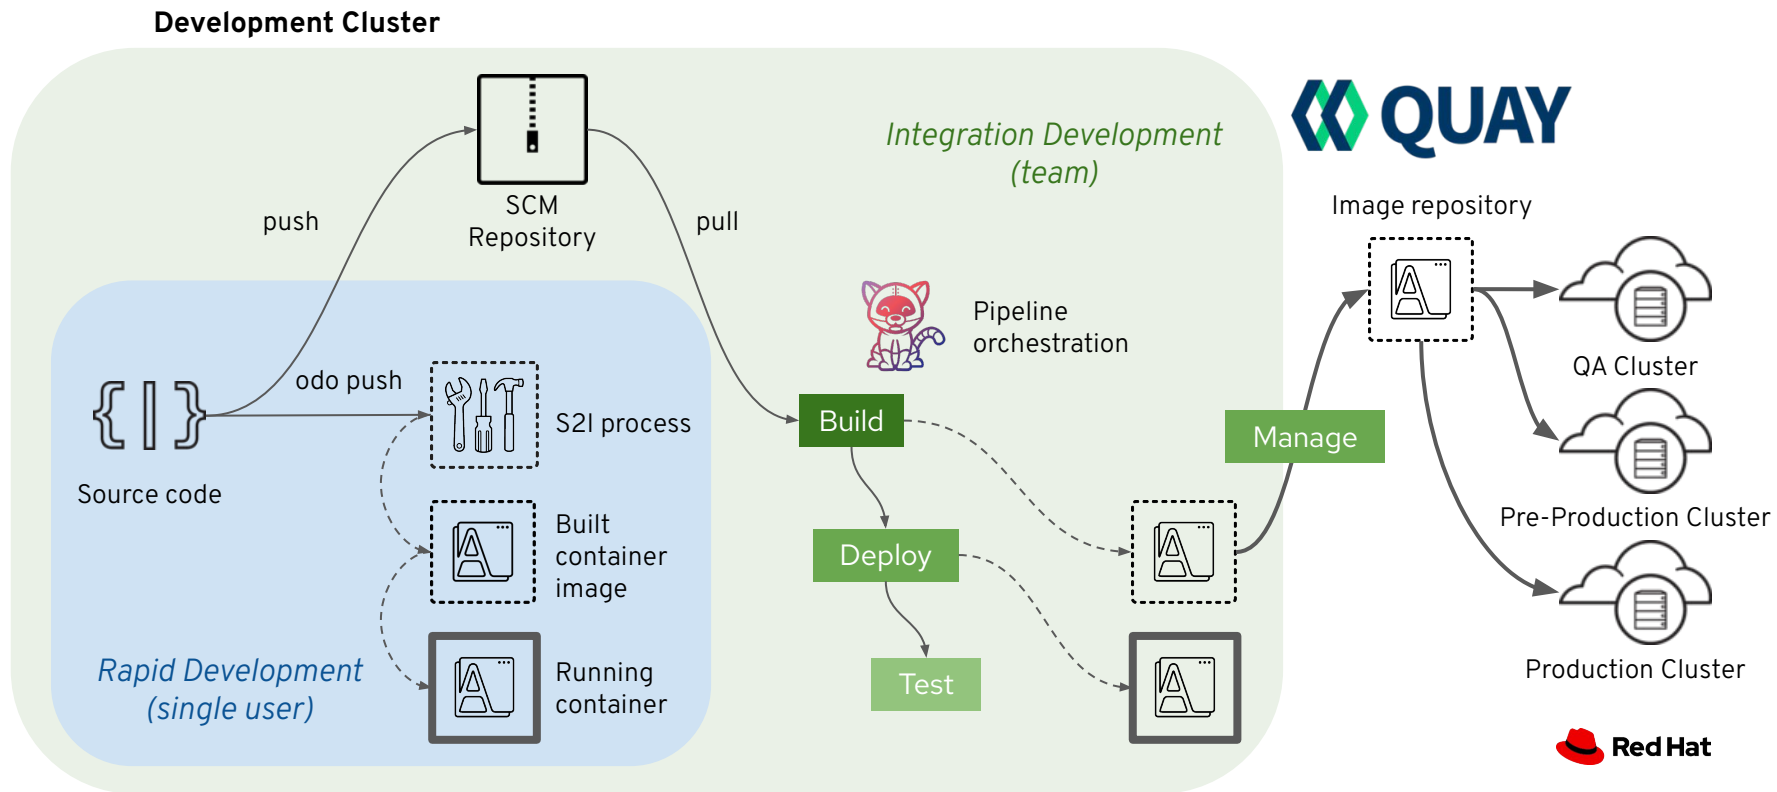 Development Cluster
QUAY
Integration Development
(team)
SCM
Repository
push
pull
Image repository
Pipeline
orchestration
QA Cluster
odo push
S2I process
Build
Manage
Source code
Built
container
image
Pre-Production Cluster
Deploy
Rapid Development
(single user)
Running
container
Test
Production Cluster
Red Hat